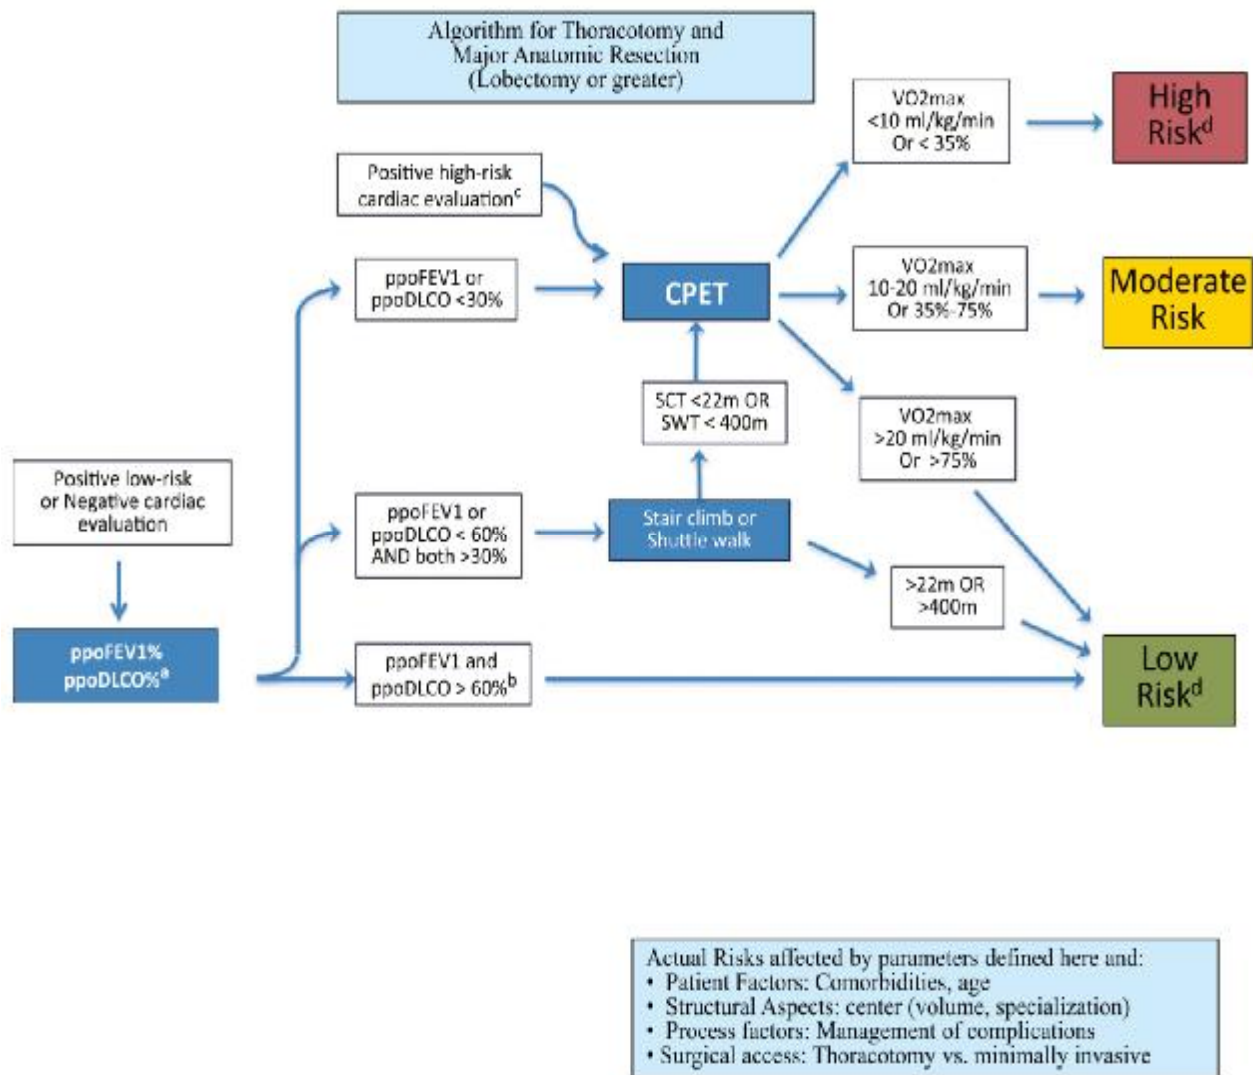 Algorithm for Thoracotomy and
Major Anatomic Resection
(Lobectomy or greater)
VO2max
<10 ml/kg/min
Or < 35%
High
Risk^d
Positive high-risk
cardiac evaluation^c
ppoFEV1 or
ppoDLCO <30%
CPET
VO2max
10-20 ml/kg/min
Or 35%-75%
Moderate
Risk
SCT <22m OR
SWT < 400m
VO2max
>20 ml/kg/min
Or >75%
Positive low-risk
or Negative cardiac
evaluation
ppoFEV1 or
ppoDLCO < 60%
AND both >30%
Stair climb or
Shuttle walk
>22m OR
>400m
ppoFEV1%
ppoDLCO%^a
ppoFEV1 and
ppoDLCO > 60%^b
Low
Risk^d
Actual Risks affected by parameters defined here and:
• Patient Factors: Comorbidities, age
• Structural Aspects: center (volume, specialization)
• Process factors: Management of complications
• Surgical access: Thoracotomy vs. minimally invasive